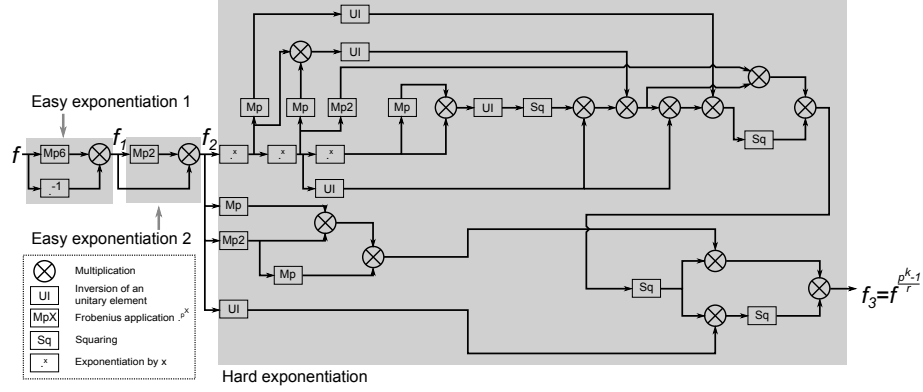 UI
UI
Mp
Mp
Mp2
Mp
UI
Sq
Sq
Easy exponentiation 1
f
Mp6
f1
Mp2
f2
.x
.x
.x
.-1
UI
Easy exponentiation 2
Mp
Mp2
Mp
Sq
Sq
f3=f^(p^k-1)/r
UI
Multiplication
UI
Inversion of an
unitary element
MpX
Frobenius application .p^X
Sq
Squaring
.x
Exponentiation by x
Hard exponentiation